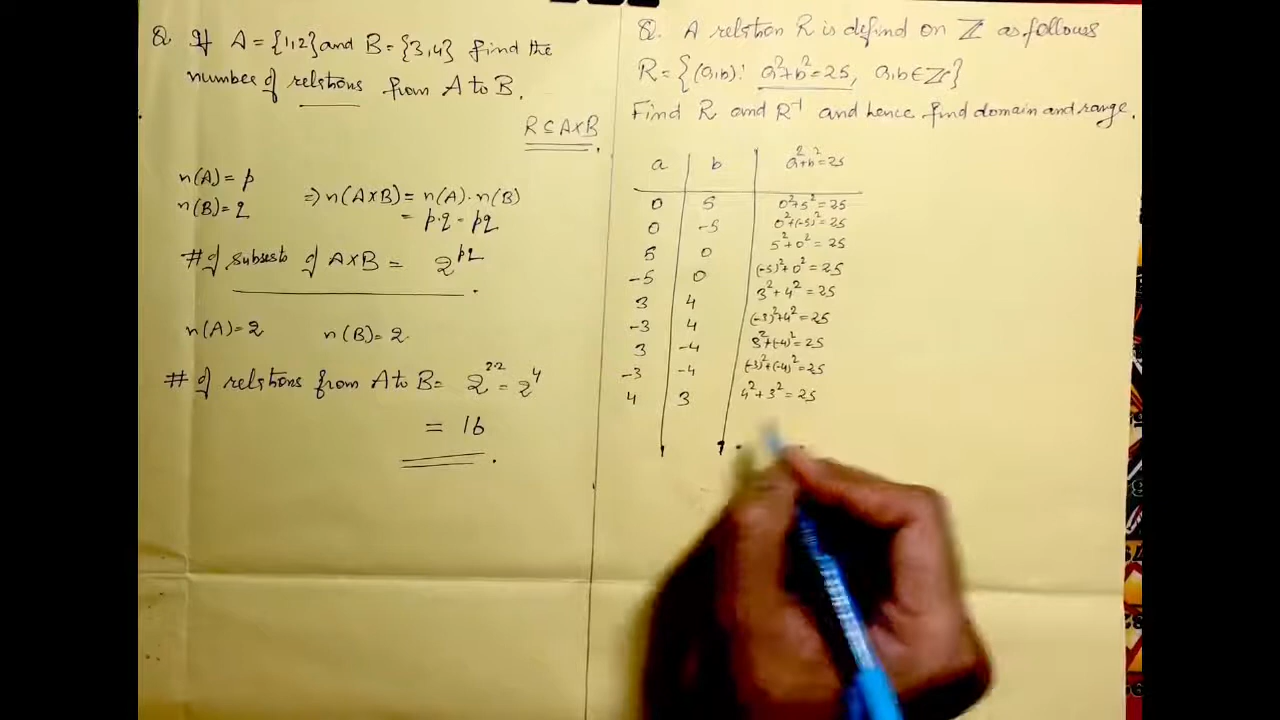 Q. If A = {1,2} and B = {3,4} find the
number of relations from A to B.
R ⊆ A×B
n(A) = p
n(B) = q
⇒ n(A×B) = n(A). n(B)
= p.q = pq
# of subsests of A×B = 2^pq
n(A) = 2 n(B) = 2.
# of relations from A to B = 2^2.2 = 2^4
= 16
Q. A relation R is defind on ℤ as follows
R = {(a,b): a²+b² = 25, a,b ∈ ℤ}
Find R and R⁻¹ and hence find domain and range.
a b a²+b² = 25
0 5 0²+5² = 25
0 -5 0²+(-5)² = 25
5 0 5²+0² = 25
-5 0 (-5)²+0² = 25
3 4 3²+4² = 25
-3 4 (-3)²+4² = 25
3 -4 3²+(-4)² = 25
-3 -4 (-3)²+(-4)² = 25
4 3 4²+3² = 25